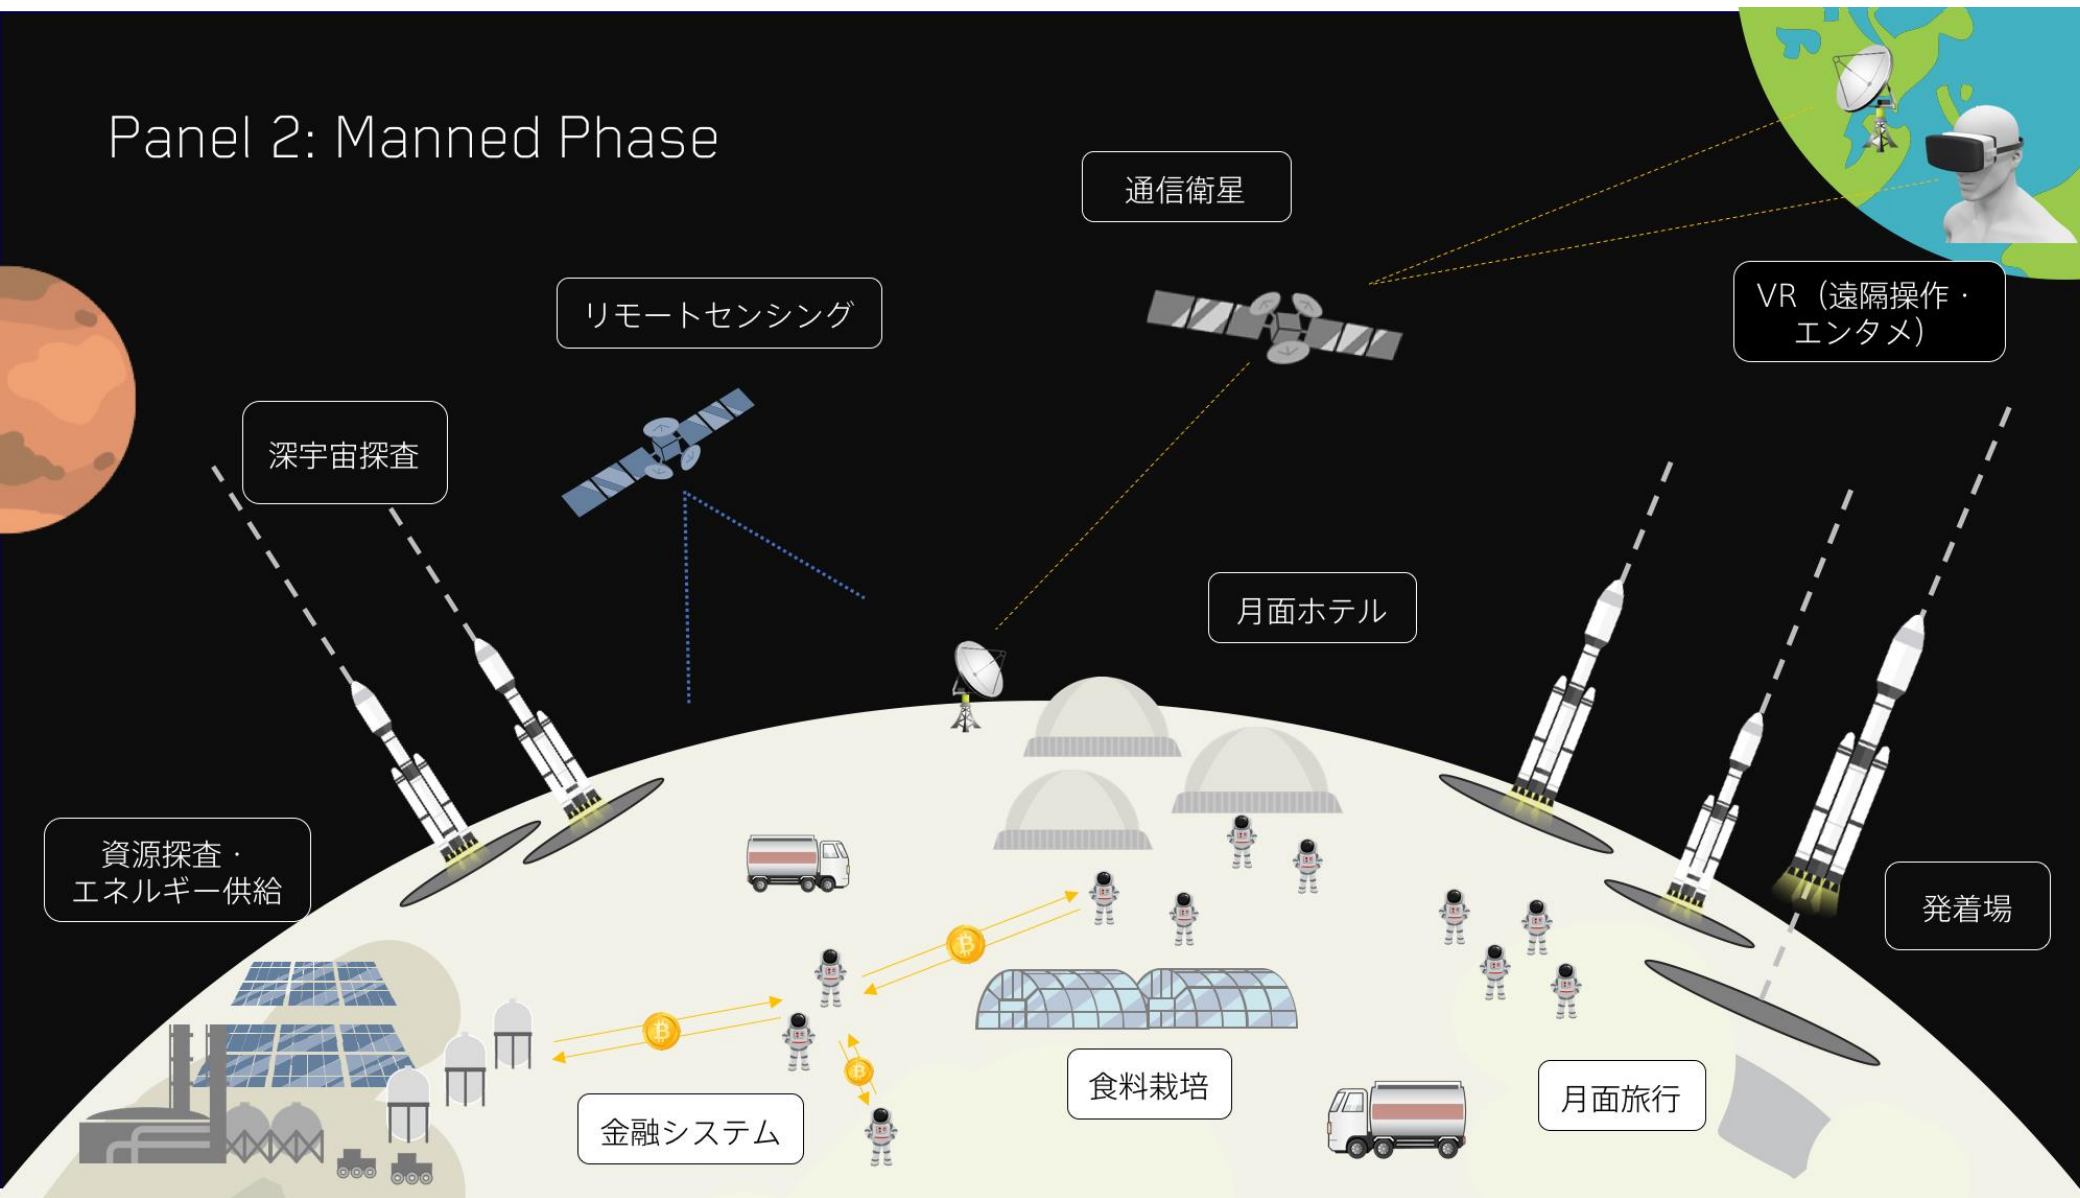 Panel 2: Manned Phase
通信衛星
リモートセンシング
VR（遠隔操作・
エンタメ）
深宇宙探査
月面ホテル
資源探査・
エネルギー供給
発着場
食料栽培
月面旅行
金融システム